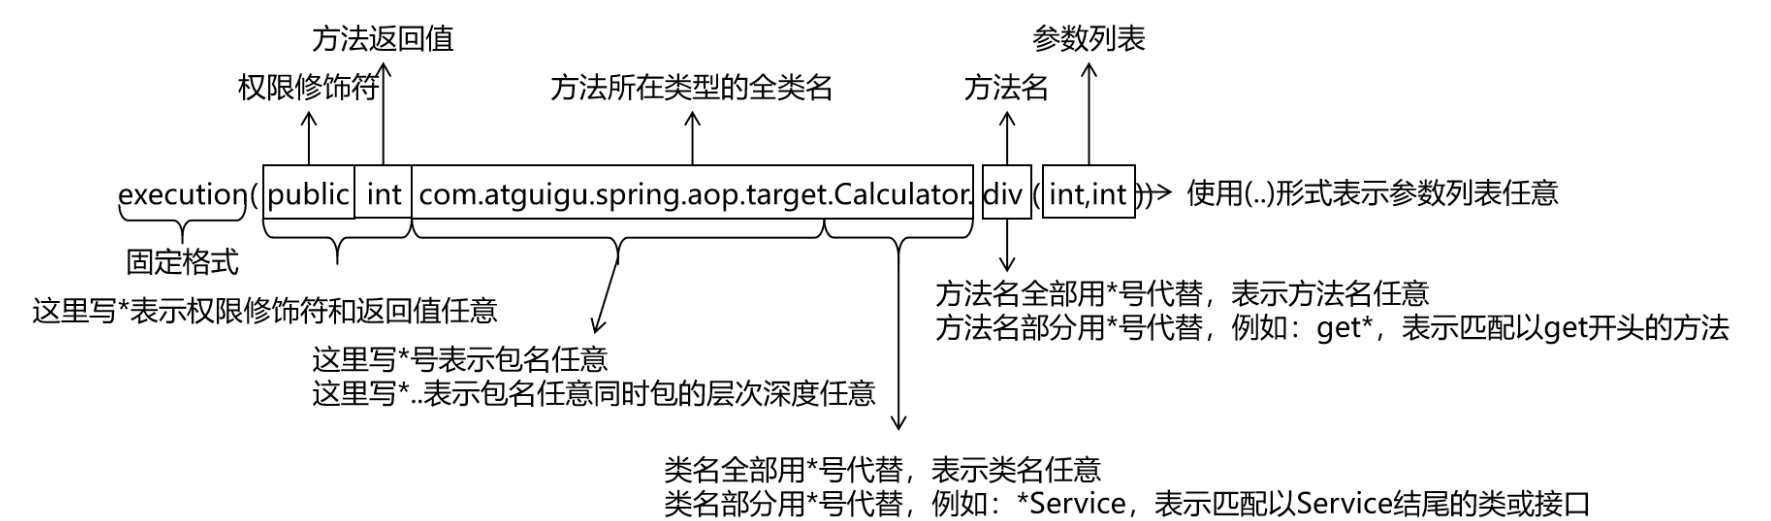 方法返回值
参数列表
权限修饰符
方法所在类型的全类名
方法名
execution(public int com.atguigu.spring.aop.target.Calculator.div(int,int)) 使用(..)形式表示参数列表任意
固定格式
这里写*表示权限修饰符和返回值任意
方法名全部用*号代替，表示方法名任意
方法名部分用*号代替，例如：get*，表示匹配以get开头的方法
这里写*号表示包名任意
这里写*..表示包名任意同时包的层次深度任意
类名全部用*号代替，表示类名任意
类名部分用*号代替，例如：*Service，表示匹配以Service结尾的类或接口